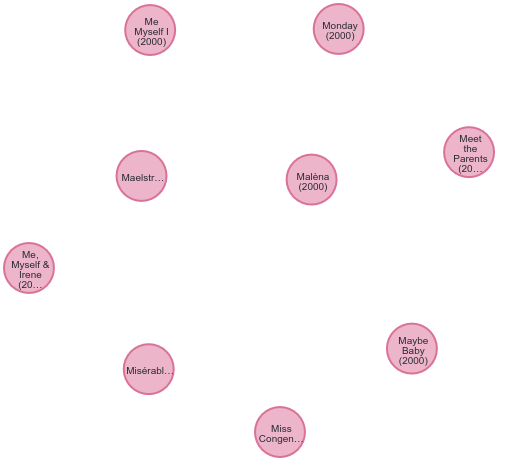 Me
Myself I
(2000)
Monday
(2000)
Meet
the
Parents
(20...
Maelstr...
Malèna
(2000)
Me,
Myself &
Irene
(20...
Maybe
Baby
(2000)
Misérabl...
Miss
Congen...